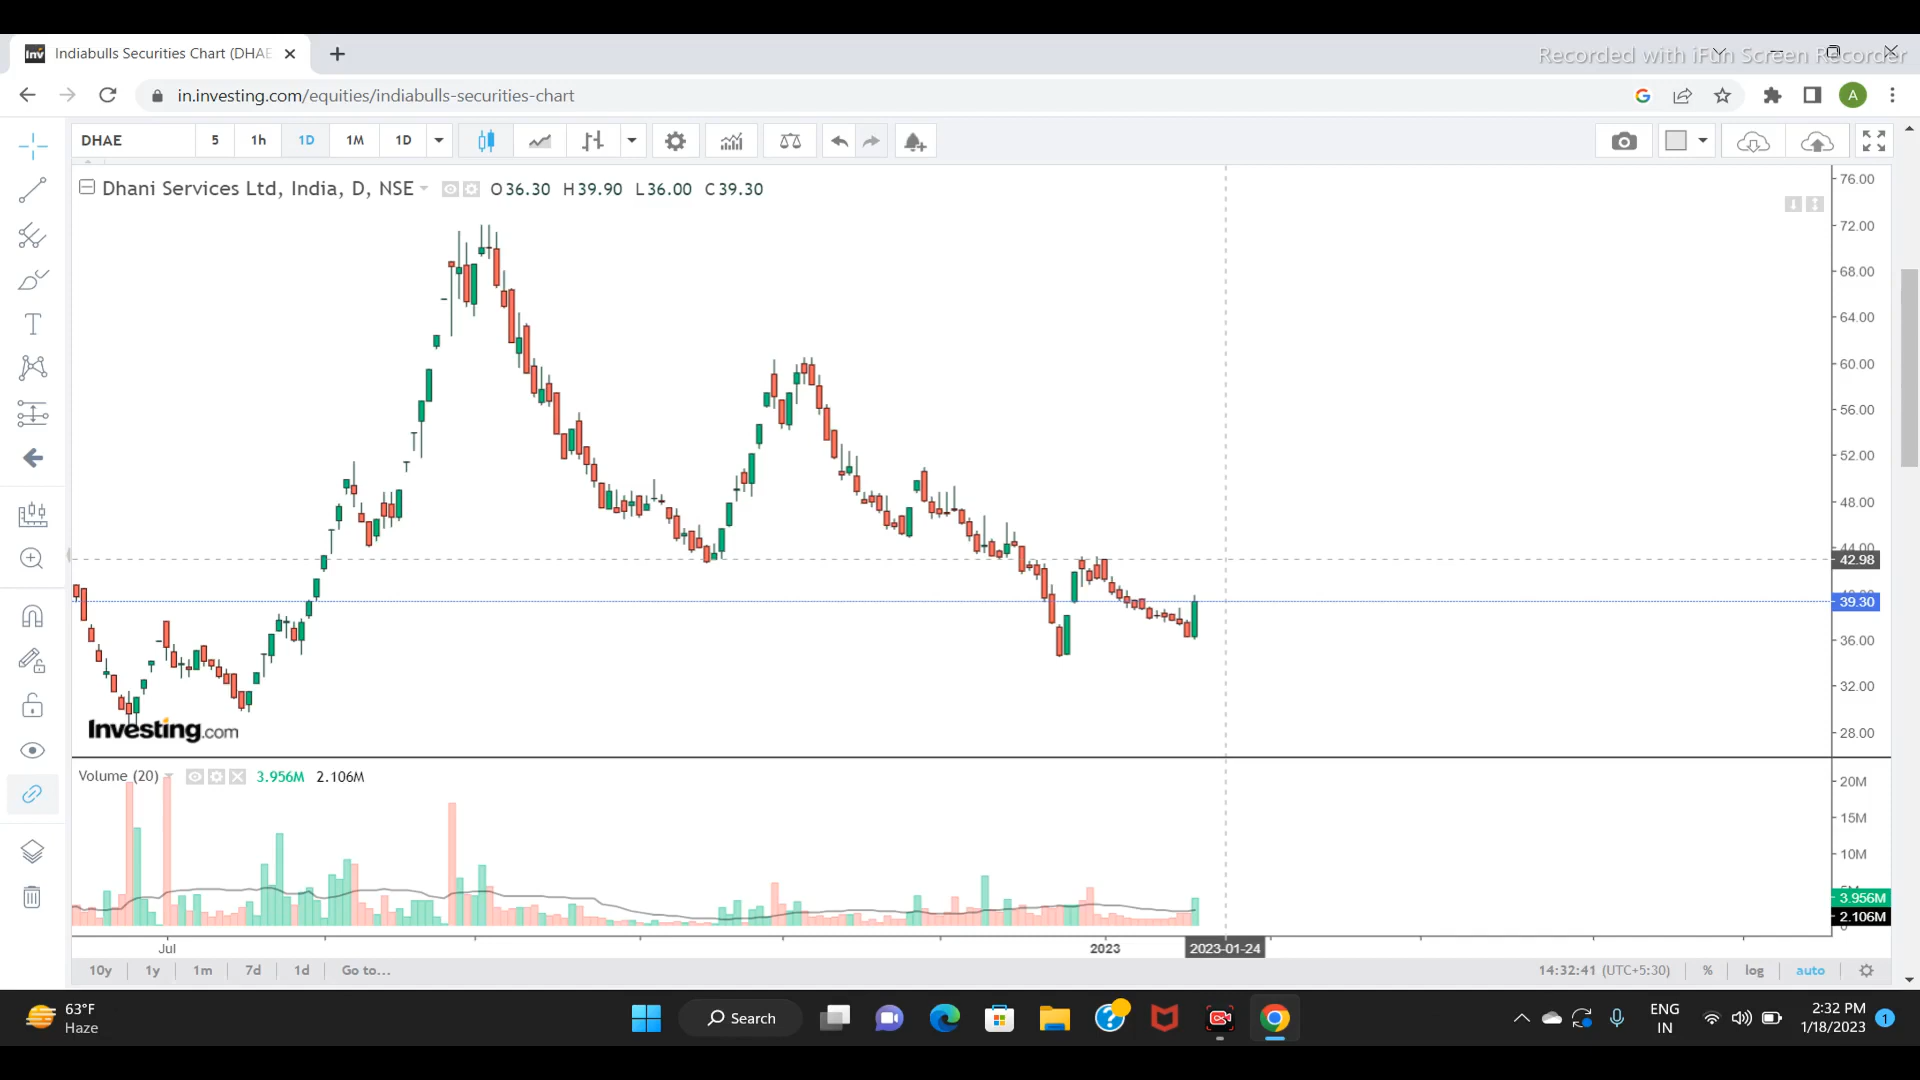 Indiabulls Securities Chart (DHAE
Recorded with iFun Screen Recorder
in.investing.com/equities/indiabulls-securities-chart
A
DHAE 5 1h 1D 1M 1D
Dhani Services Ltd, India, D, NSE O36.30 H39.90 L36.00 C39.30
76.00
72.00
68.00
64.00
60.00
56.00
52.00
48.00
44.00
42.98
39.30
36.00
32.00
28.00
Investing.com
Volume (20) 3.956M 2.106M
20M
15M
10M
5M
3.956M
2.106M
0
Jul 2023 2023-01-24
10y 1y 1m 7d 1d Go to... 14:32:41 (UTC+5:30) % log auto
63°F
Haze
Search
ENG
IN
2:32 PM
1/18/2023
1